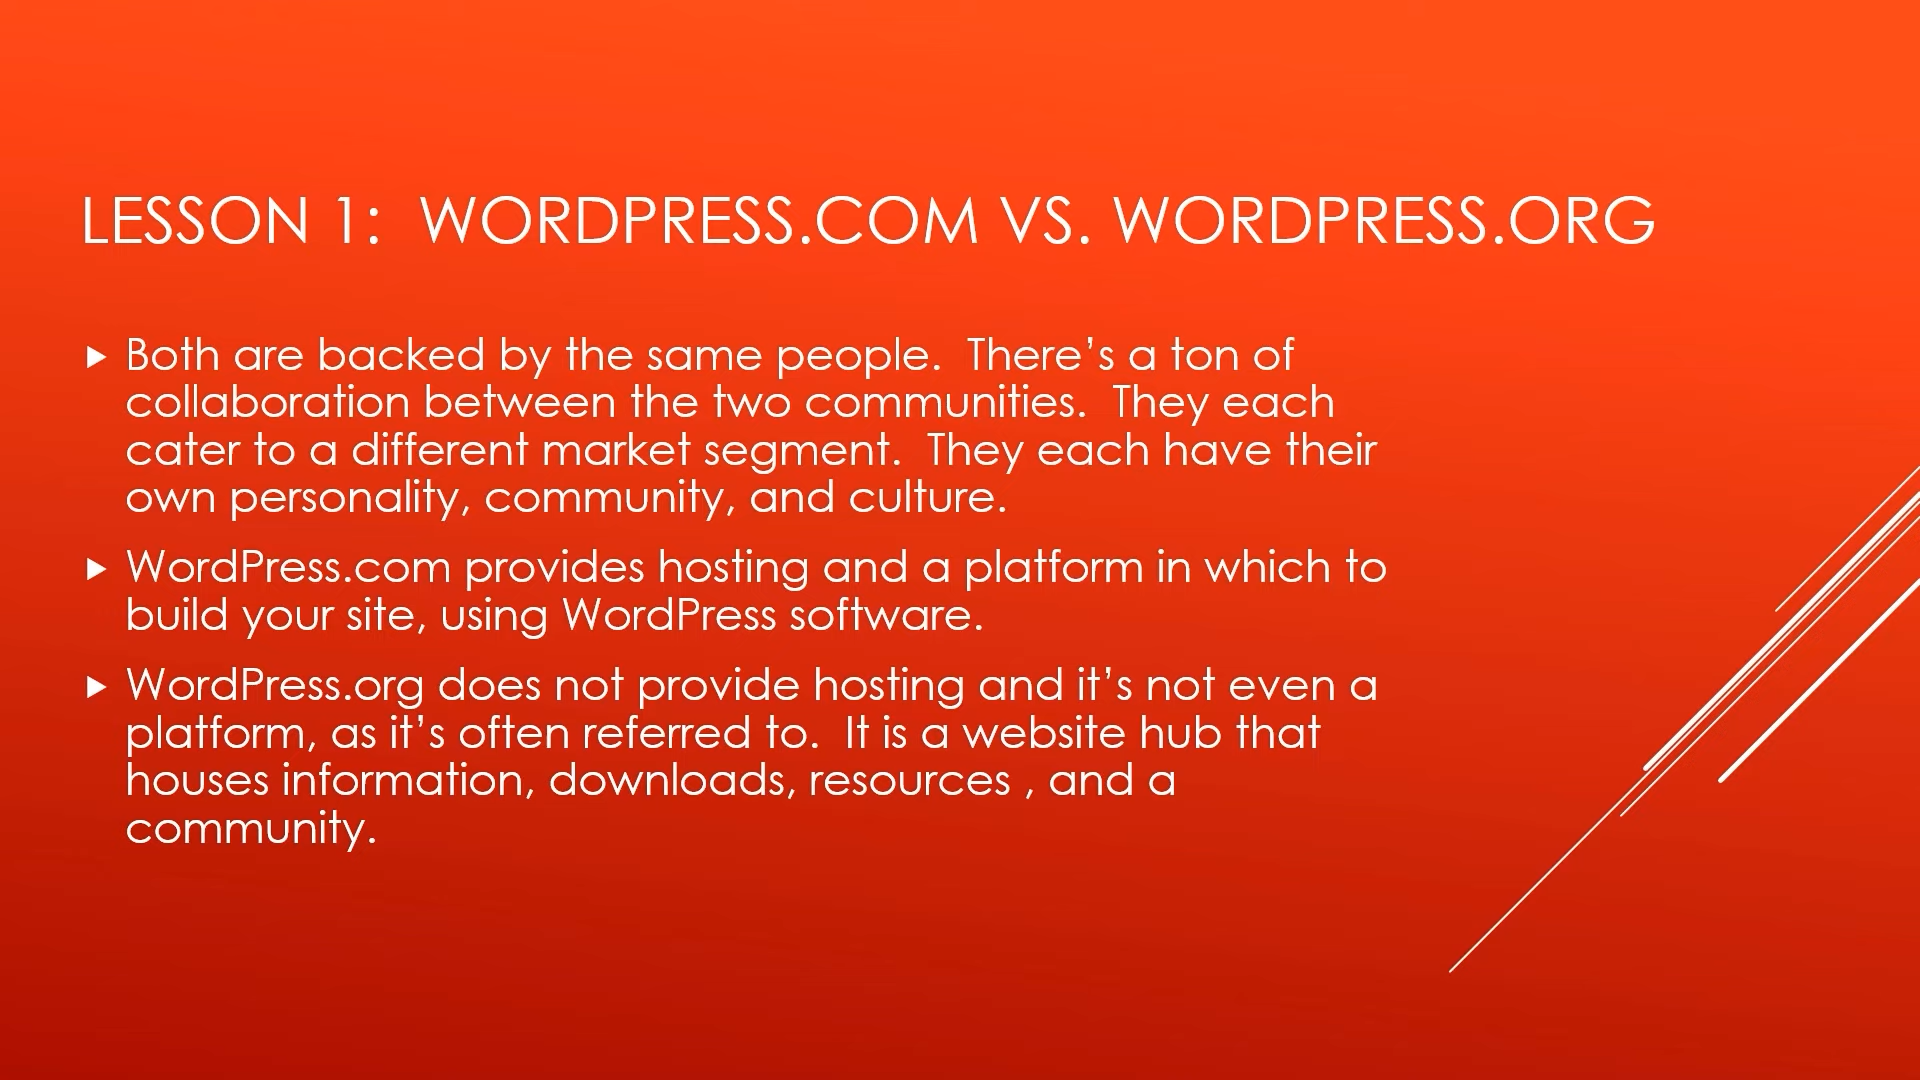 LESSON 1:  WORDPRESS.COM VS. WORDPRESS.ORG
Both are backed by the same people.  There’s a ton of
collaboration between the two communities.  They each
cater to a different market segment.  They each have their
own personality, community, and culture.
WordPress.com provides hosting and a platform in which to
build your site, using WordPress software.
WordPress.org does not provide hosting and it’s not even a
platform, as it’s often referred to.  It is a website hub that
houses information, downloads, resources , and a
community.